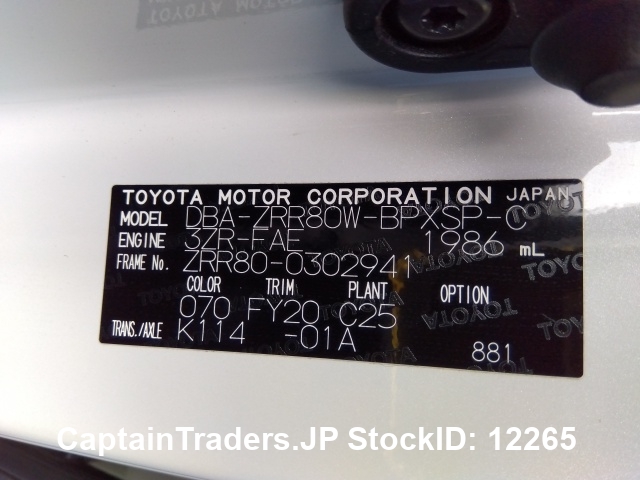 TOYOTA MOTOR CORPORATION JAPAN
MODEL DBA-ZRR80W-BPXSP-C
ENGINE 3ZR-FAE 1986 mL
FRAME No. ZRR80-0302941
COLOR TRIM PLANT OPTION
070 FY20 C25
TRANS./AXLE K114 -01A
881
CaptainTraders.JP StockID: 12265